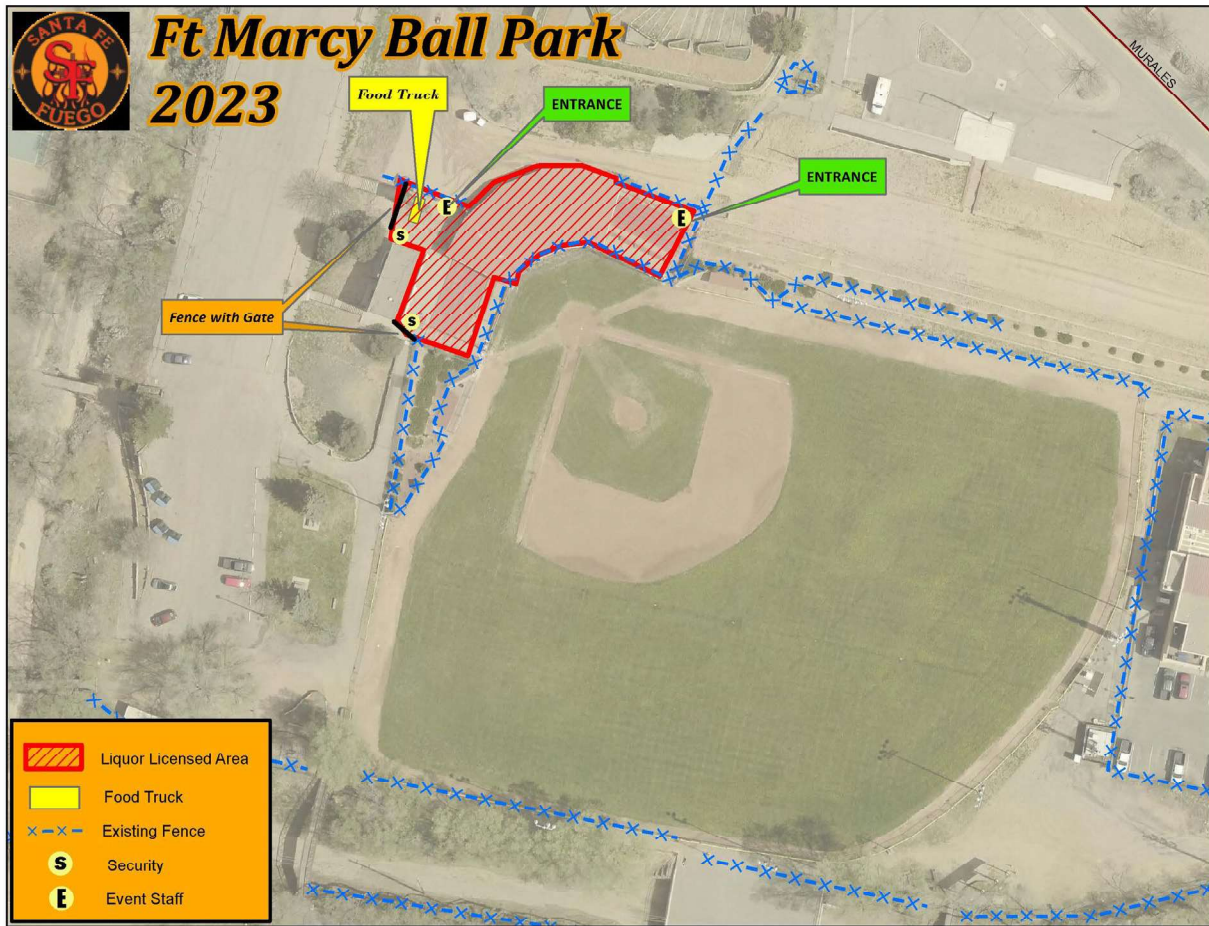 SANTA FE
SF
FUEGO
Ft Marcy Ball Park
2023
Food Truck
ENTRANCE
ENTRANCE
MURALES
Fence with Gate
E
E
S
S
Liquor Licensed Area
Food Truck
Existing Fence
S
Security
E
Event Staff